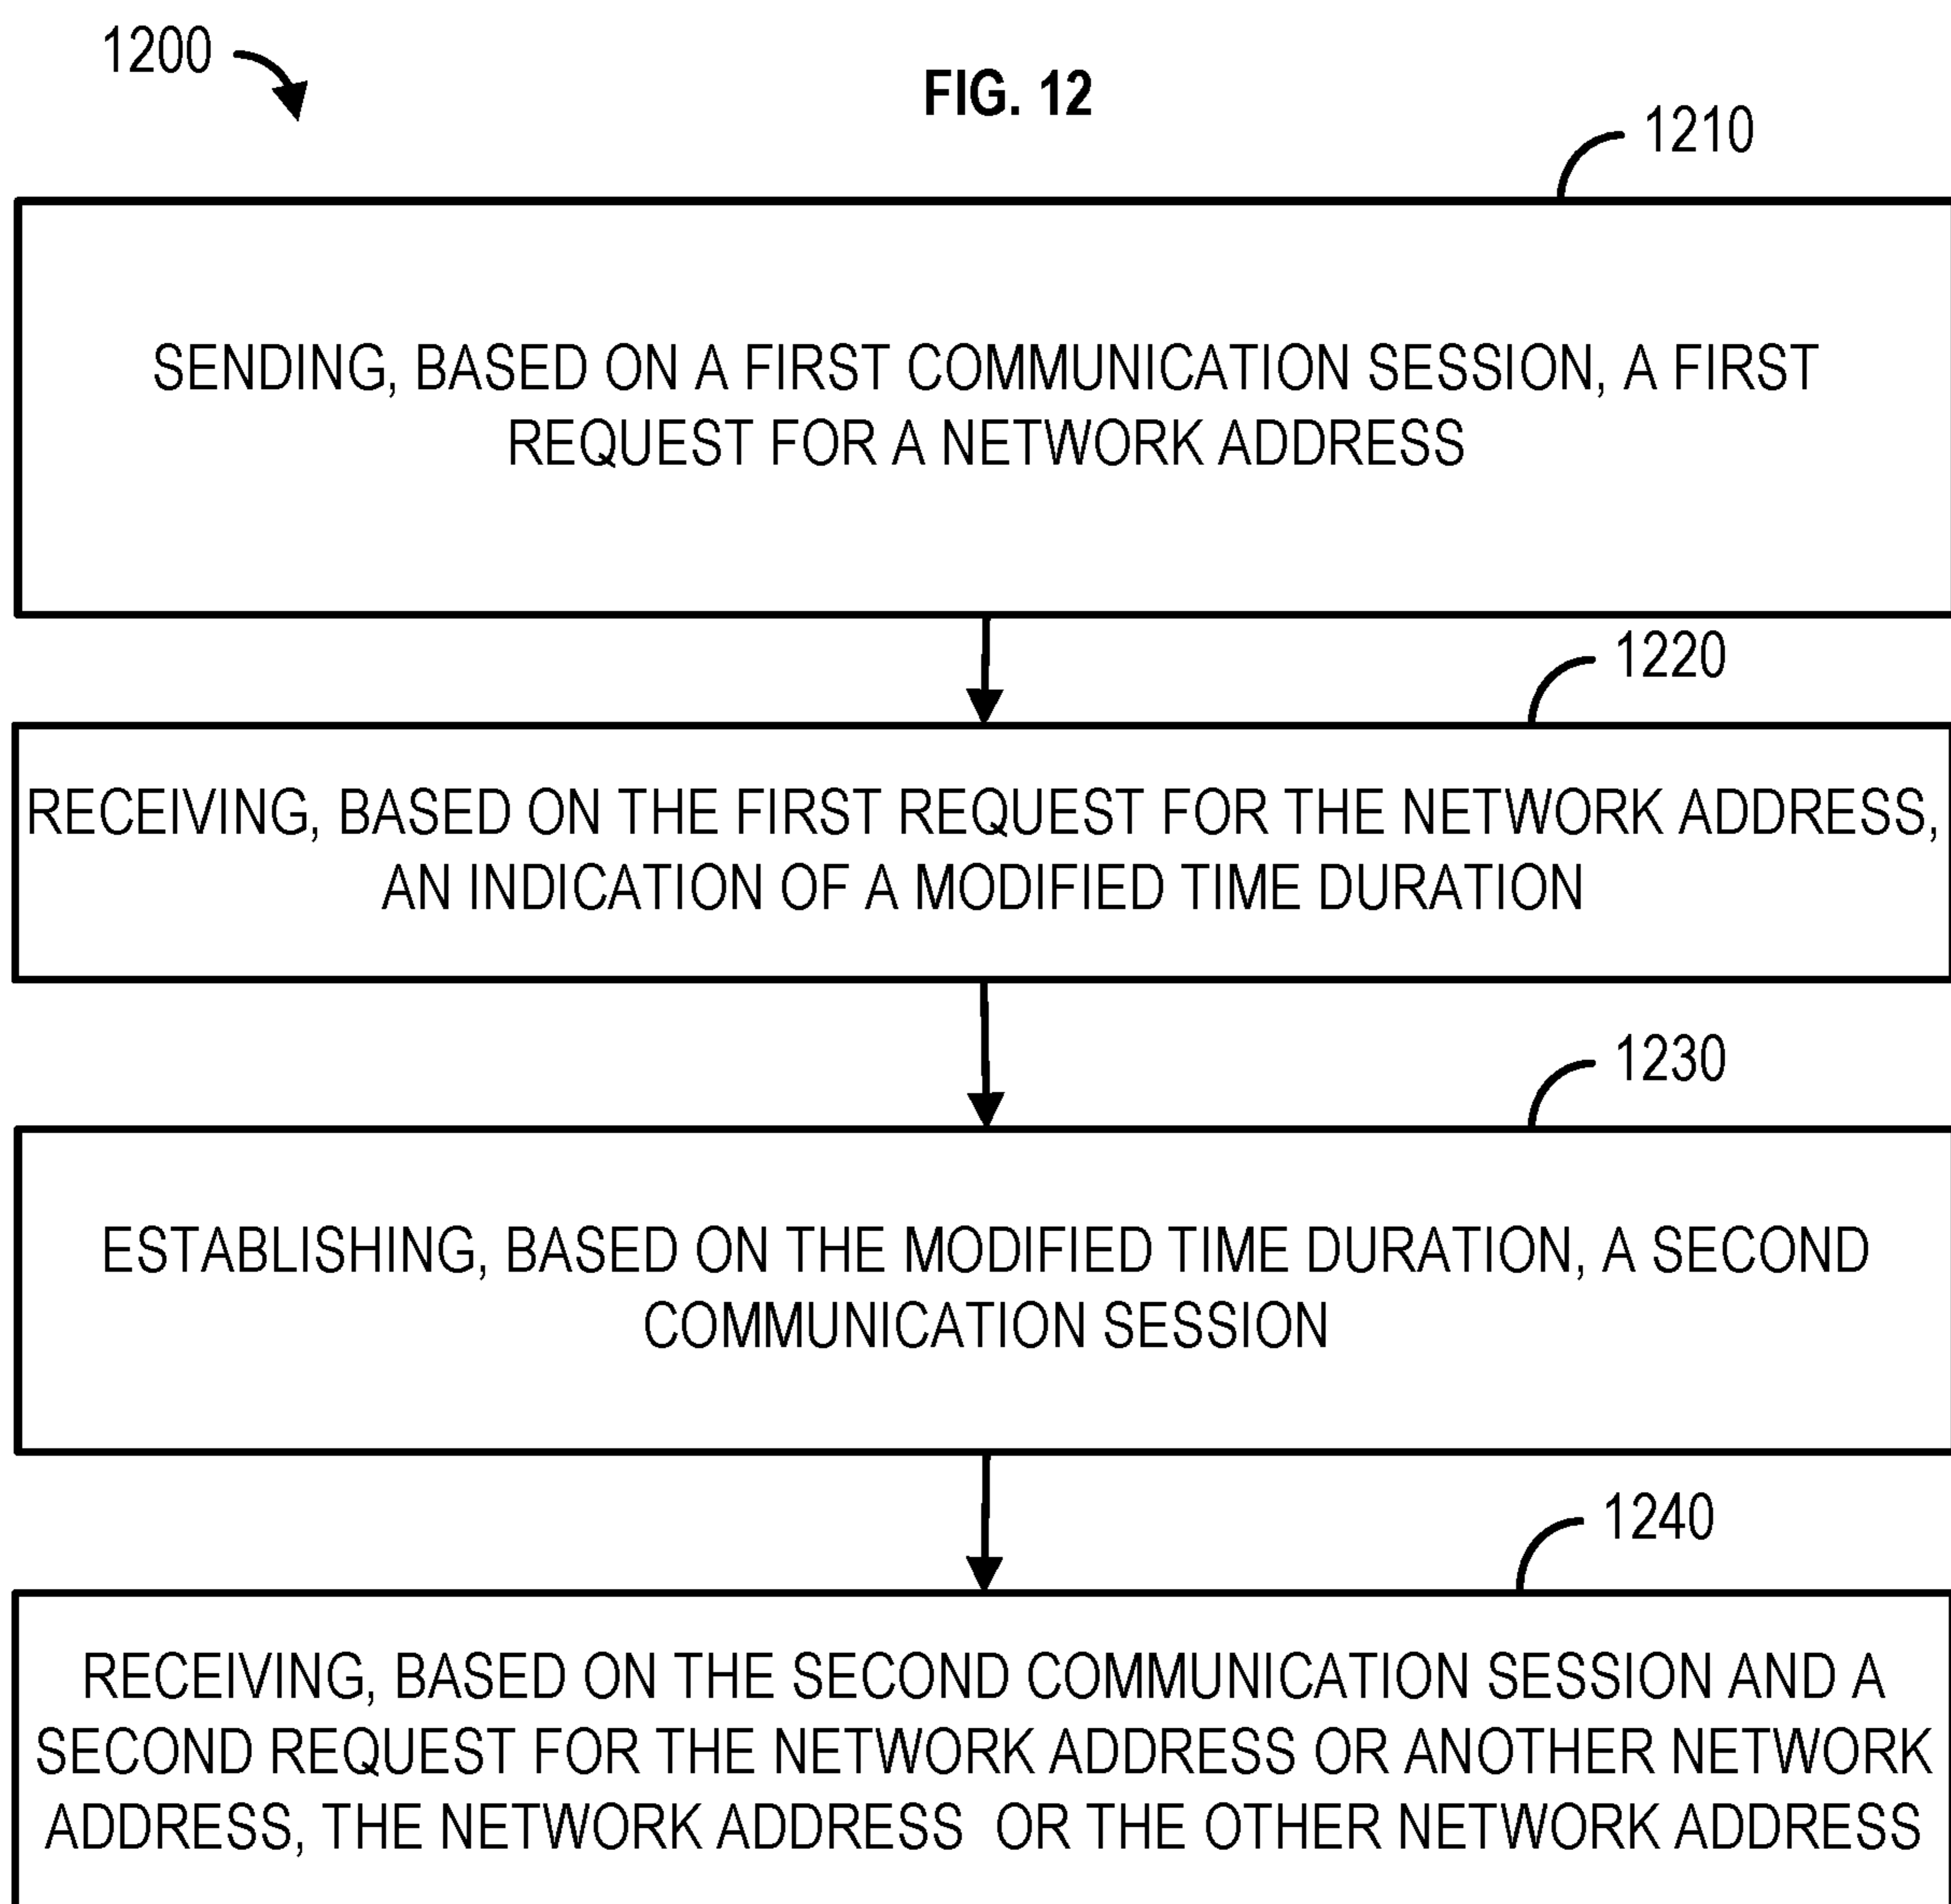 1200
FIG. 12
1210
SENDING, BASED ON A FIRST COMMUNICATION SESSION, A FIRST
REQUEST FOR A NETWORK ADDRESS
1220
RECEIVING, BASED ON THE FIRST REQUEST FOR THE NETWORK ADDRESS,
AN INDICATION OF A MODIFIED TIME DURATION
1230
ESTABLISHING, BASED ON THE MODIFIED TIME DURATION, A SECOND
COMMUNICATION SESSION
1240
RECEIVING, BASED ON THE SECOND COMMUNICATION SESSION AND A
SECOND REQUEST FOR THE NETWORK ADDRESS OR ANOTHER NETWORK
ADDRESS, THE NETWORK ADDRESS OR THE OTHER NETWORK ADDRESS